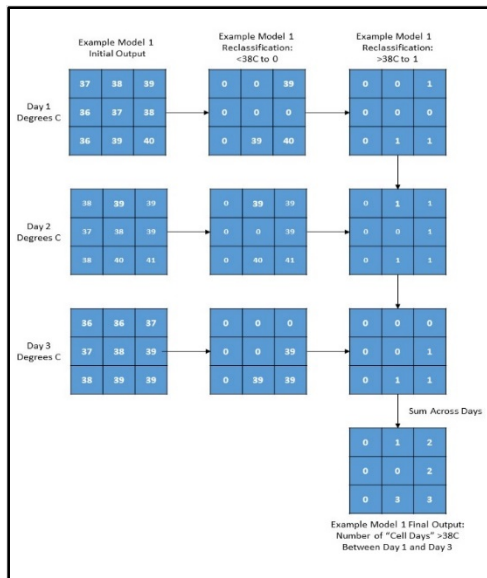 Example Model 1
Initial Output
Example Model 1
Reclassification:
<38C to 0
Example Model 1
Reclassification:
>38C to 1
Day 1
Degrees C
37 38 39
36 37 38
36 39 40
0 0 39
0 0 0
0 39 40
0 0 1
0 0 0
0 1 1
Day 2
Degrees C
38 39 39
37 38 39
38 40 41
0 39 39
0 0 39
0 40 41
0 1 1
0 0 1
0 1 1
Day 3
Degrees C
36 36 37
37 38 39
38 39 39
0 0 0
0 0 39
0 39 39
0 0 0
0 0 1
0 1 1
Sum Across Days
0 1 2
0 0 2
0 3 3
Example Model 1 Final Output:
Number of “Cell Days” >38C
Between Day 1 and Day 3